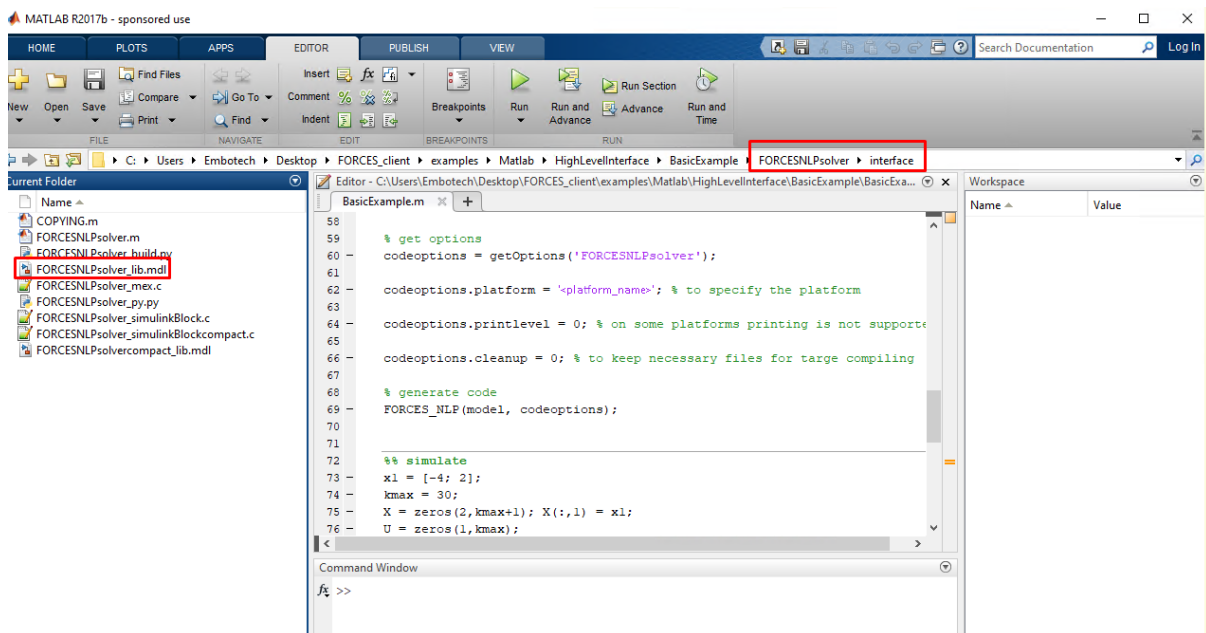 MATLAB R2017b - sponsored use
HOME PLOTS APPS EDITOR PUBLISH VIEW Search Documentation Log In
New Open Save Find Files Compare Print Go To Find Insert fx Comment Indent Breakpoints Run Run and Advance Run Section Advance Run and Time
FILE NAVIGATE EDIT BREAKPOINTS RUN
C: Users Embotech Desktop FORCES_client examples Matlab HighLevelInterface BasicExample FORCESNLPsolver interface
Current Folder
Name
COPYING.m
FORCESNLPsolver.m
FORCESNLPsolver_build.py
FORCESNLPsolver_lib.mdl
FORCESNLPsolver_mex.c
FORCESNLPsolver_py.py
FORCESNLPsolver_simulinkBlock.c
FORCESNLPsolver_simulinkBlockcompact.c
FORCESNLPsolvercompact_lib.mdl
Editor - C:\Users\Embotech\Desktop\FORCES_client\examples\Matlab\HighLevelInterface\BasicExample\BasicExa...
BasicExample.m
58
59 % get options
60 - codeoptions = getOptions('FORCESNLPsolver');
61
62 - codeoptions.platform = '<platform_name>'; % to specify the platform
63
64 - codeoptions.printlevel = 0; % on some platforms printing is not supporte
65
66 - codeoptions.cleanup = 0; % to keep necessary files for targe compiling
67
68 % generate code
69 - FORCES_NLP(model, codeoptions);
70
71
72 %% simulate
73 - x1 = [-4; 2];
74 - kmax = 30;
75 - X = zeros(2,kmax+1); X(:,1) = x1;
76 - U = zeros(1,kmax);
Command Window
fx >>
Workspace
Name Value